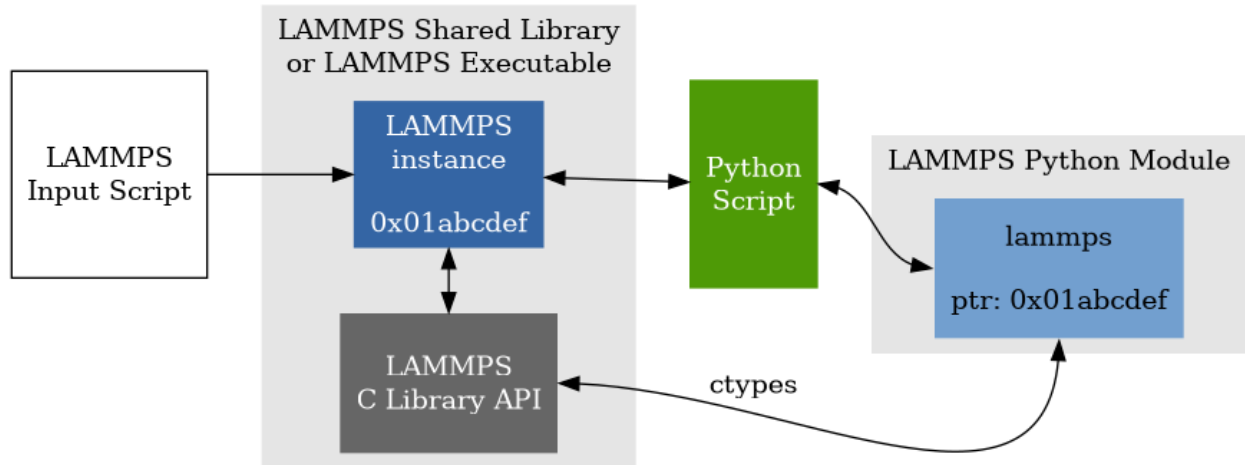 LAMMPS Shared Library
or LAMMPS Executable
LAMMPS
Input Script
LAMMPS
instance
0x01abcdef
Python
Script
LAMMPS Python Module
lammps
ptr: 0x01abcdef
LAMMPS
C Library API
ctypes